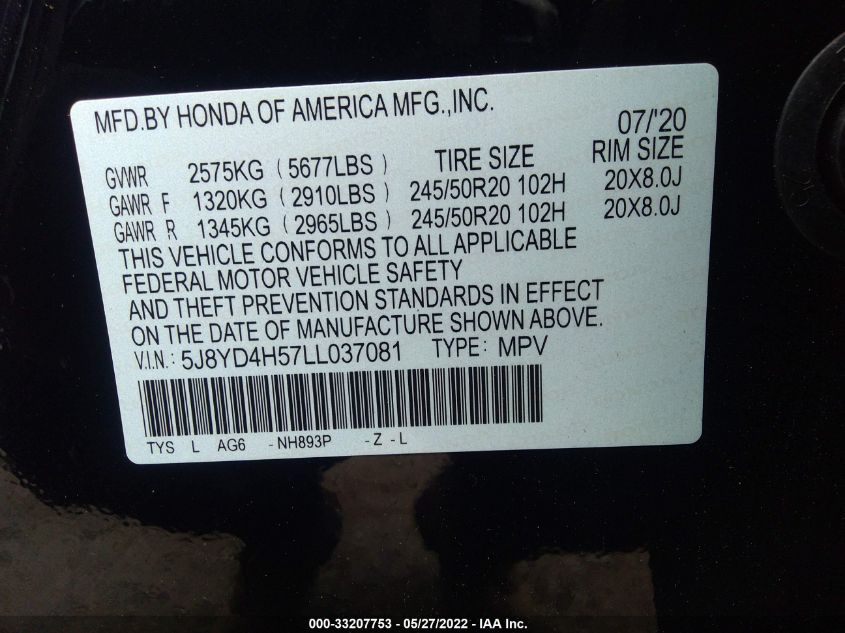 MFD.BY HONDA OF AMERICA MFG.,INC. 07/'20
GVWR 2575KG (5677LBS) TIRE SIZE RIM SIZE
GAWR F 1320KG (2910LBS) 245/50R20 102H 20X8.0J
GAWR R 1345KG (2965LBS) 245/50R20 102H 20X8.0J
THIS VEHICLE CONFORMS TO ALL APPLICABLE
FEDERAL MOTOR VEHICLE SAFETY
AND THEFT PREVENTION STANDARDS IN EFFECT
ON THE DATE OF MANUFACTURE SHOWN ABOVE.
V.I.N.: 5J8YD4H57LL037081 TYPE: MPV
TYS L AG6 -NH893P -Z-L
000-33207753 - 05/27/2022 - IAA Inc.